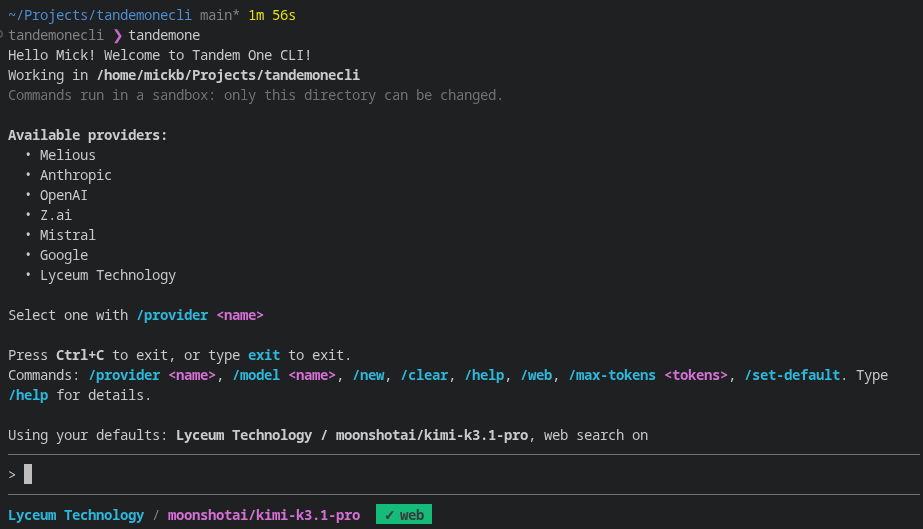 ~/Projects/tandemonecli main* 1m 56s
tandemonecli ❯ tandemone
Hello Mick! Welcome to Tandem One CLI!
Working in /home/mickb/Projects/tandemonecli
Commands run in a sandbox: only this directory can be changed.
Available providers:
• Melious
• Anthropic
• OpenAI
• Z.ai
• Mistral
• Google
• Lyceum Technology
Select one with /provider <name>
Press Ctrl+C to exit, or type exit to exit.
Commands: /provider <name>, /model <name>, /new, /clear, /help, /web, /max-tokens <tokens>, /set-default. Type
/help for details.
Using your defaults: Lyceum Technology / moonshotai/kimi-k3.1-pro, web search on
>
Lyceum Technology / moonshotai/kimi-k3.1-pro ✓ web